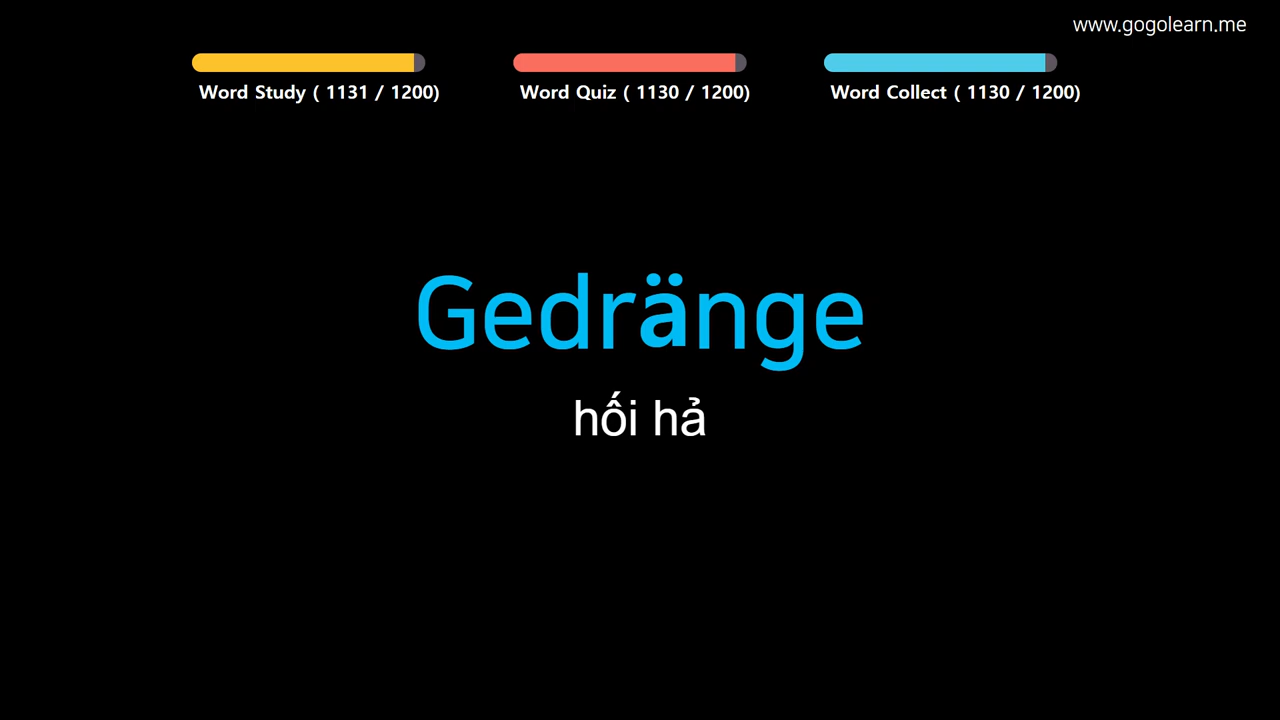 www.gogolearn.me
Word Study ( 1131 / 1200)
Word Quiz ( 1130 / 1200)
Word Collect ( 1130 / 1200)
Gedränge
hối hả